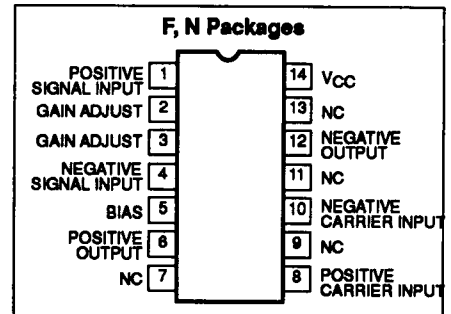 F, N Packages
POSITIVE
SIGNAL INPUT 1
GAIN ADJUST 2
GAIN ADJUST 3
NEGATIVE
SIGNAL INPUT 4
BIAS 5
POSITIVE
OUTPUT 6
NC 7
14 VCC
13 NC
12 NEGATIVE
OUTPUT
11 NC
10 NEGATIVE
CARRIER INPUT
9 NC
8 POSITIVE
CARRIER INPUT